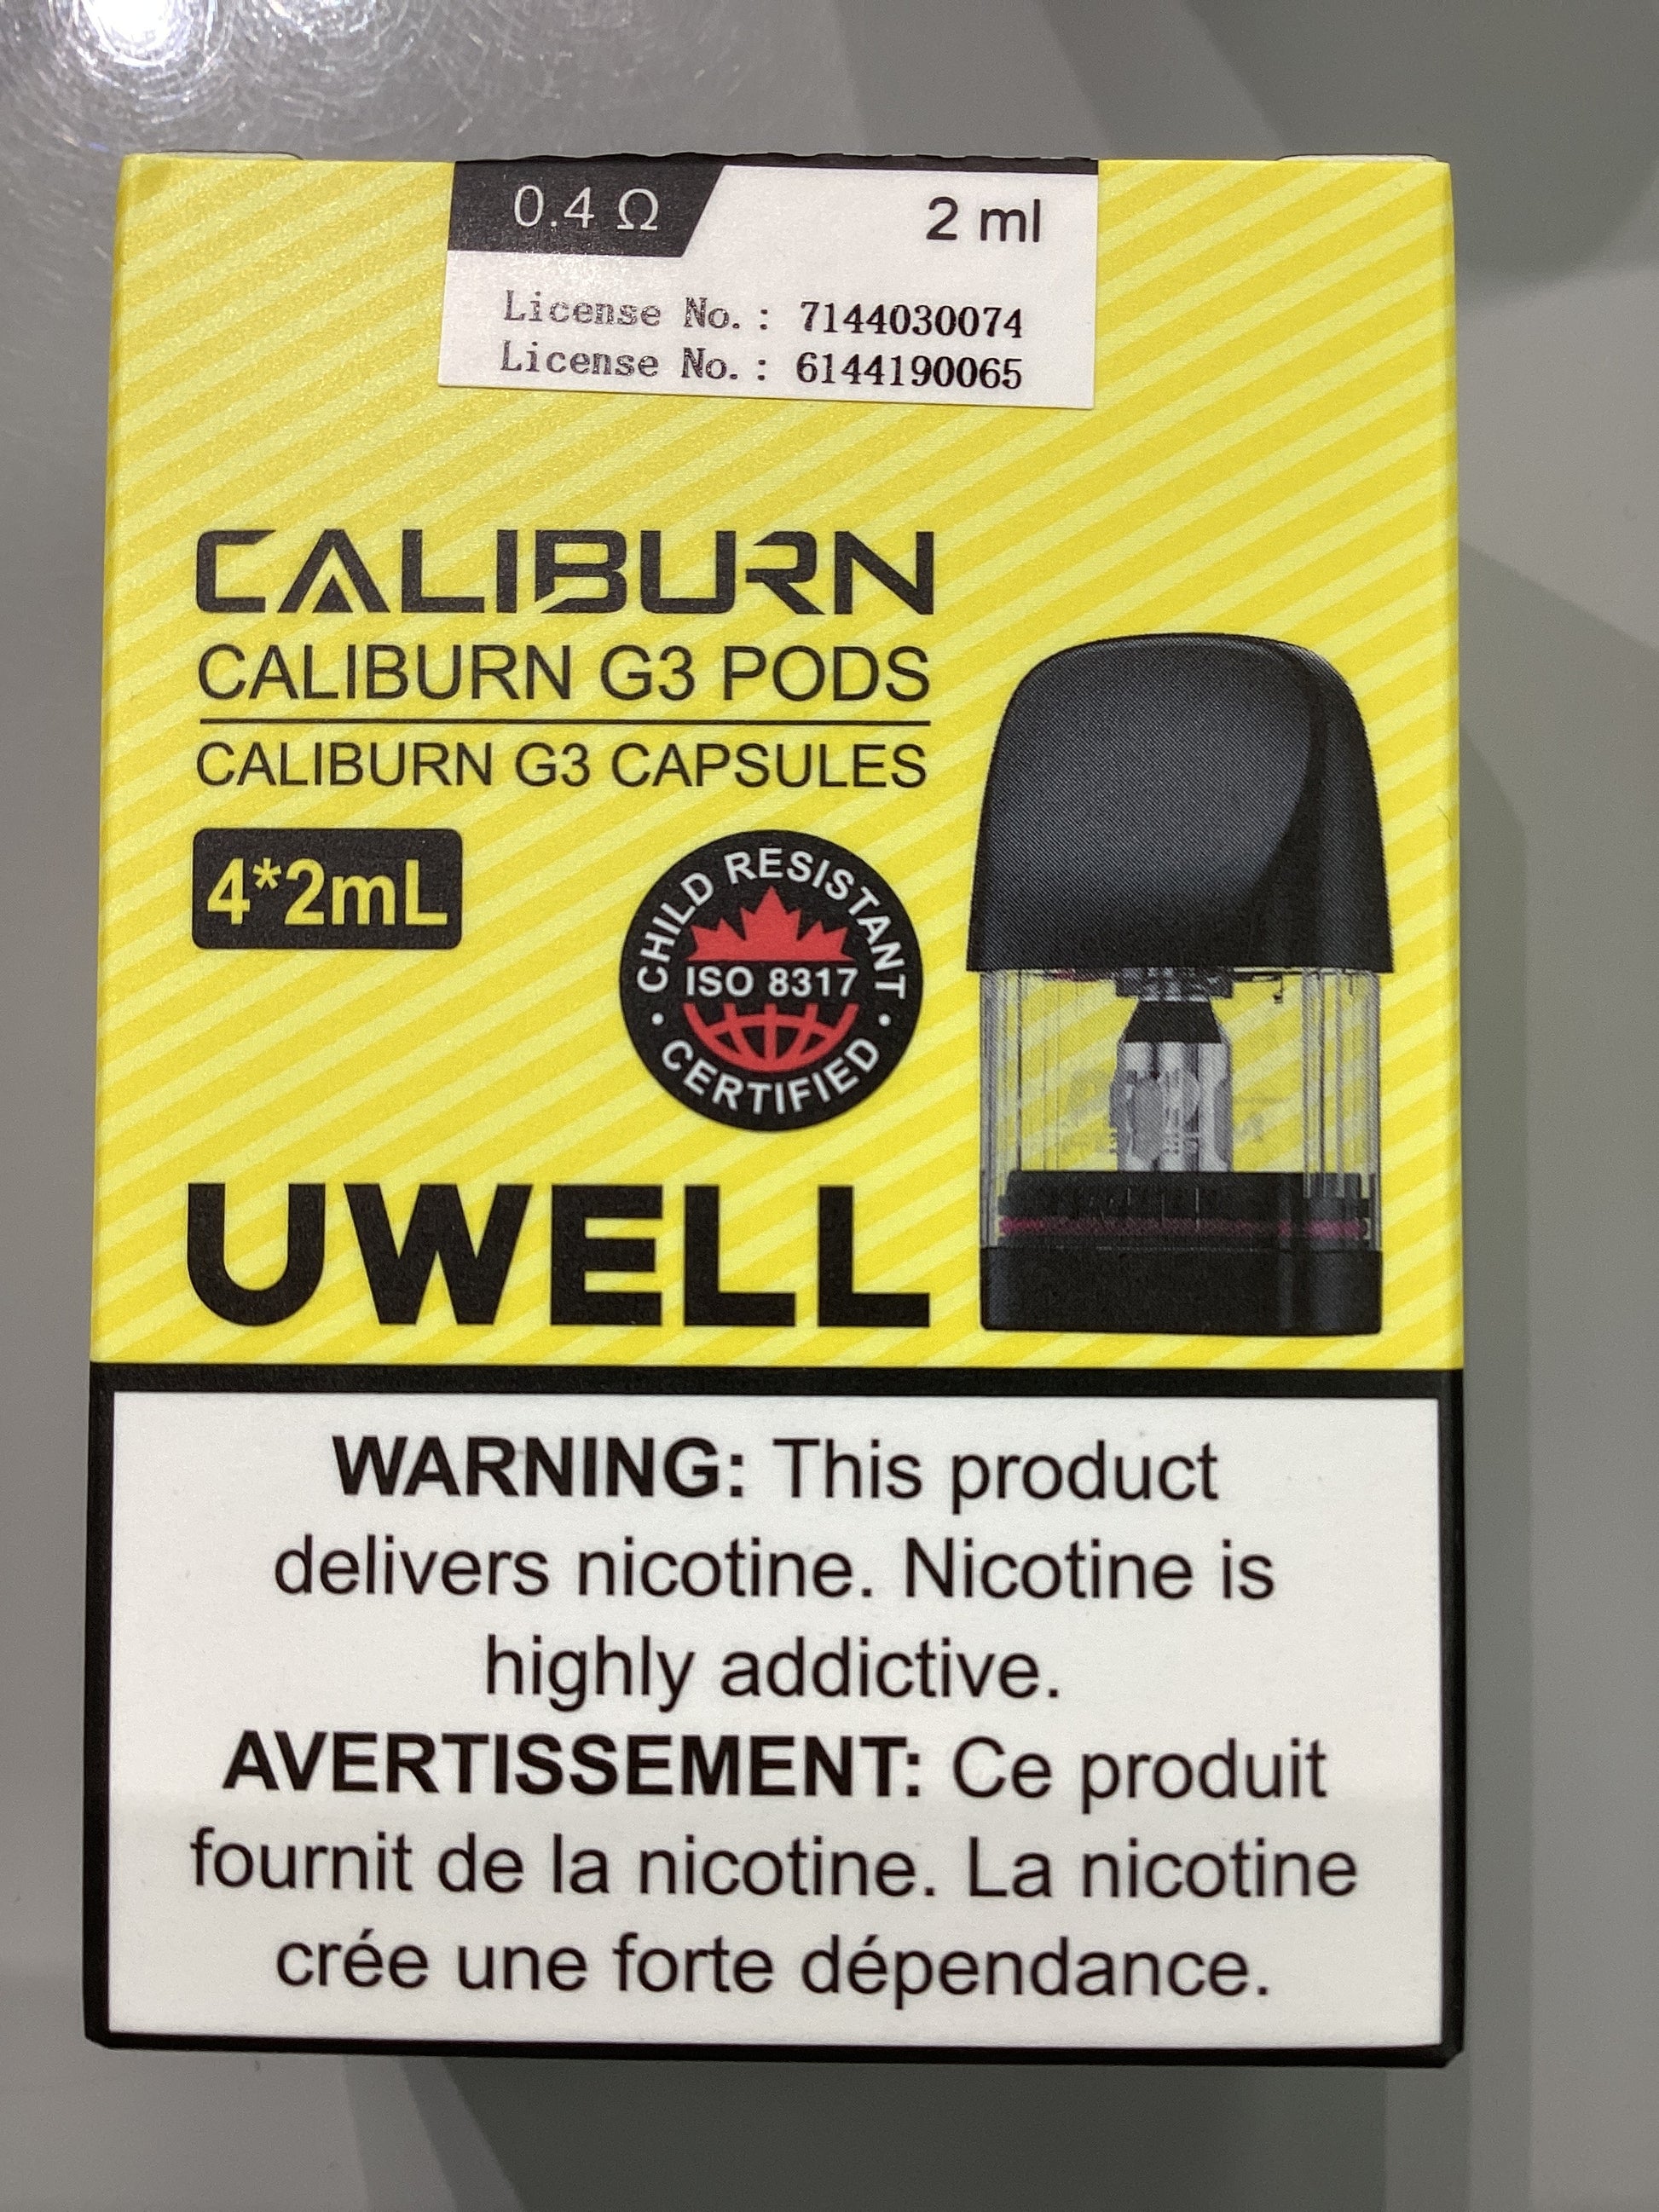 0.4 Ω 2 ml
License No.: 7144030074
License No.: 6144190065
CALIBURN
CALIBURN G3 PODS
CALIBURN G3 CAPSULES
4*2mL
CHILD RESISTANT
ISO 8317
• CERTIFIED •
UWELL
WARNING: This product
delivers nicotine. Nicotine is
highly addictive.
AVERTISSEMENT: Ce produit
fournit de la nicotine. La nicotine
crée une forte dépendance.